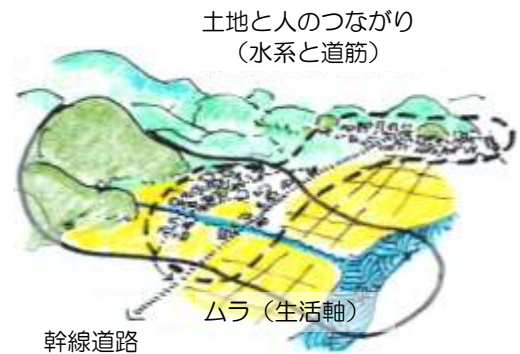 土地と人のつながり
（水系と道筋）
ムラ（生活軸）
幹線道路